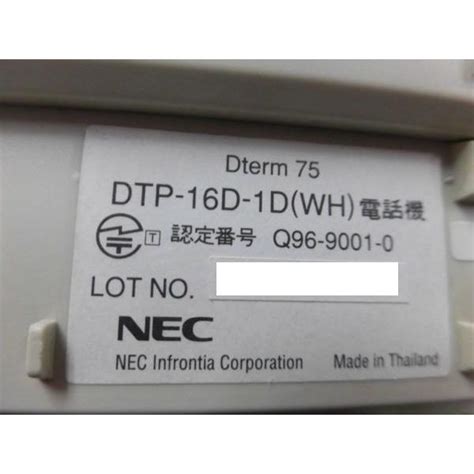 Dterm 75
DTP-16D-1D(WH) 電話機
T 認定番号 Q96-9001-0
LOT NO.
NEC
NEC Infrontia Corporation Made in Thailand